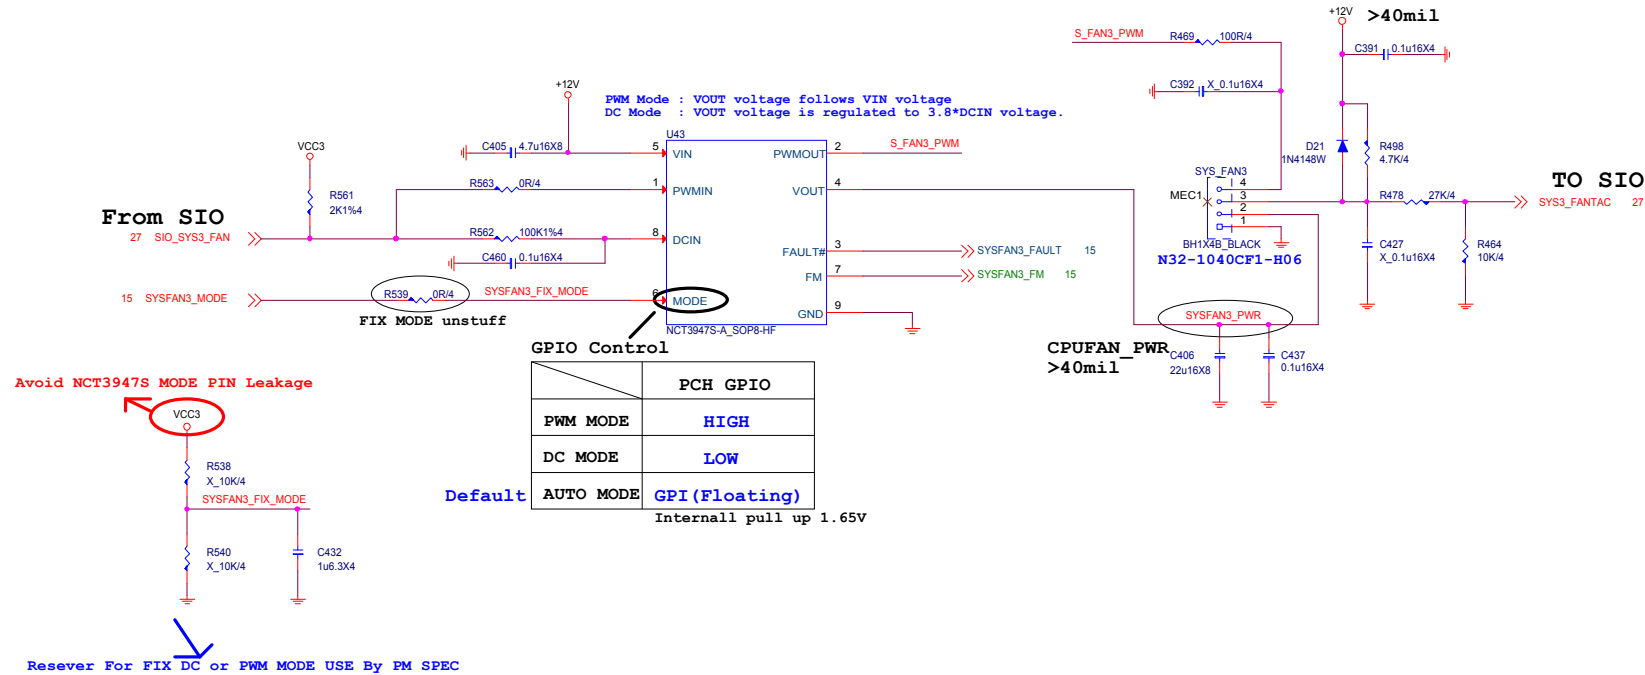 +12V
>40mil
S_FAN3_PWM
R469
100R/4
C391
0.1u16X4
+12V
C392
X_0.1u16X4
PWM Mode : VOUT voltage follows VIN voltage
DC Mode : VOUT voltage is regulated to 3.8*DCIN voltage.
U43
VCC3
C405
4.7u16X8
5
VIN
PWMOUT
2
S_FAN3_PWM
D21
1N4148W
R498
4.7K/4
R561
2K1%4
R563
0R/4
1
PWMIN
VOUT
4
SYS_FAN3
MEC1
4
3
2
1
R478
27K/4
TO SIO
SYS3_FANTAC
27
From SIO
27
SIO_SYS3_FAN
R562
100K1%4
8
DCIN
FAULT#
3
SYSFAN3_FAULT
15
BH1X4B_BLACK
N32-1040CF1-H06
C427
X_0.1u16X4
R464
10K/4
C460
0.1u16X4
FM
7
SYSFAN3_FM
15
15
SYSFAN3_MODE
R539
0R/4
SYSFAN3_FIX_MODE
6
MODE
FIX MODE unstuff
GND
9
NCT3947S-A_SOP8-HF
SYSFAN3_PWR
GPIO Control
CPUFAN_PWR
>40mil
C406
22u16X8
C437
0.1u16X4
PCH GPIO
PWM MODE
HIGH
DC MODE
LOW
Default
AUTO MODE
GPI(Floating)
Internall pull up 1.65V
Avoid NCT3947S MODE PIN Leakage
VCC3
R538
X_10K/4
SYSFAN3_FIX_MODE
R540
X_10K/4
C432
1u6.3X4
Resever For FIX DC or PWM MODE USE By PM SPEC